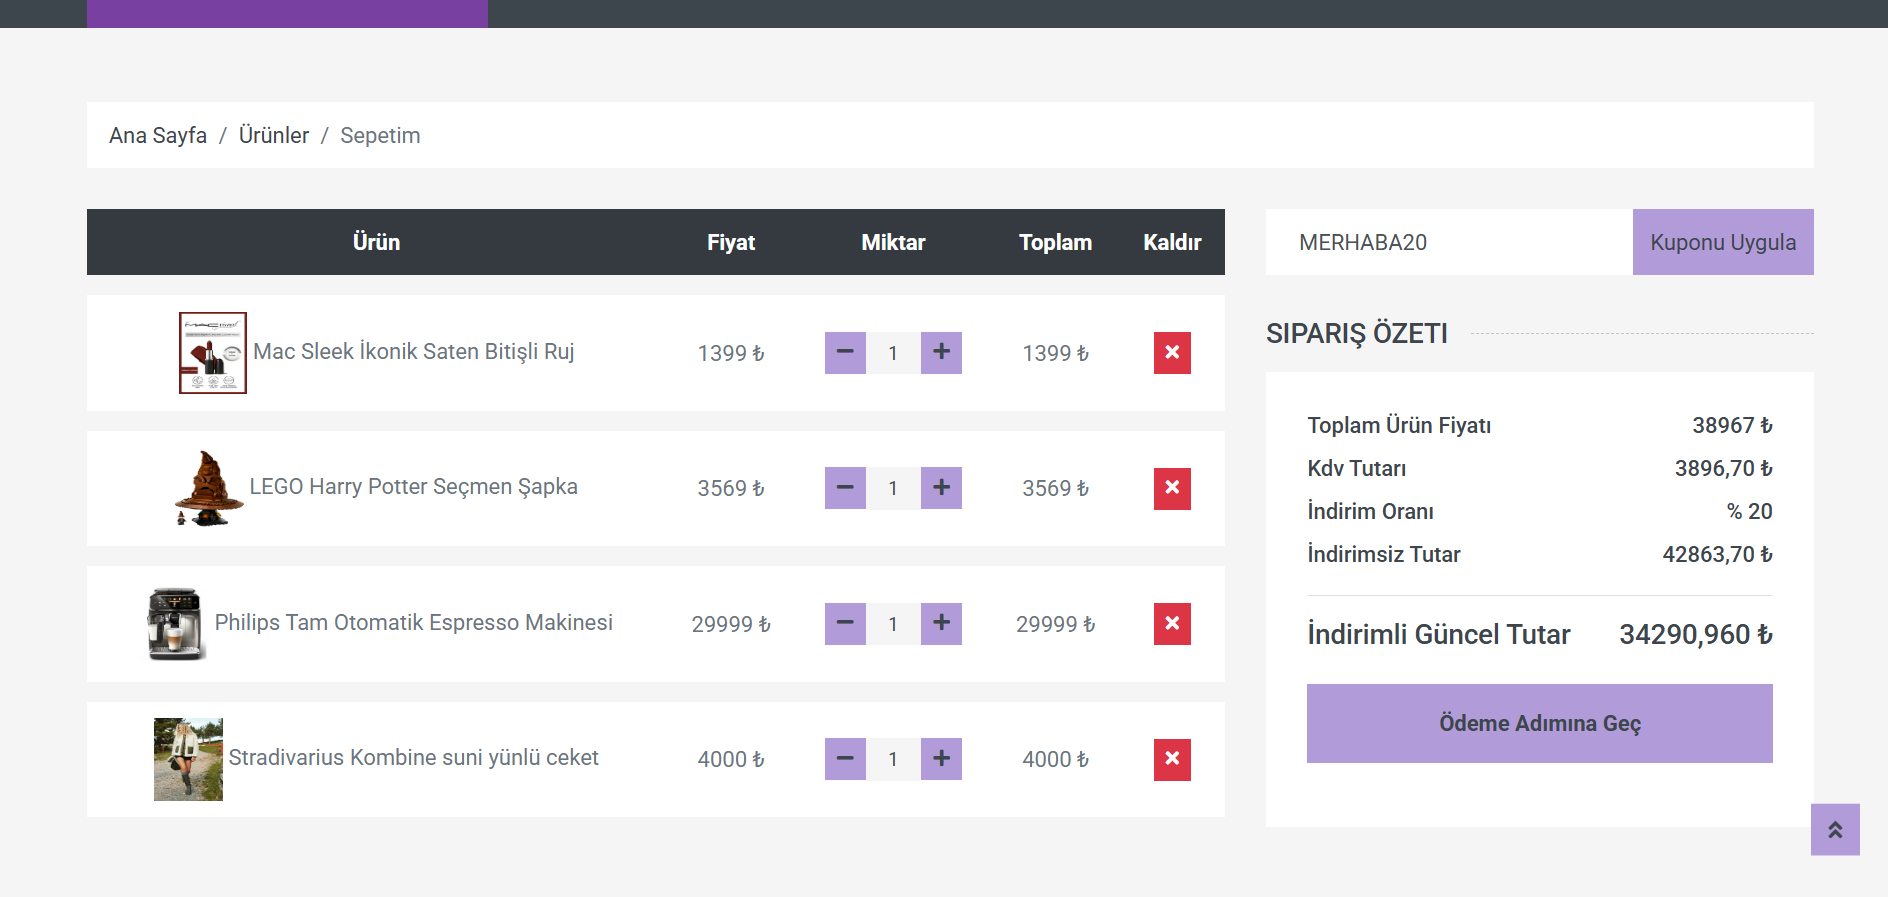 Ana Sayfa / Ürünler / Sepetim
Ürün Fiyat Miktar Toplam Kaldır
Mac Sleek İkonik Saten Bitişli Ruj 1399 ₺ 1 1399 ₺
LEGO Harry Potter Seçmen Şapka 3569 ₺ 1 3569 ₺
Philips Tam Otomatik Espresso Makinesi 29999 ₺ 1 29999 ₺
Stradivarius Kombine suni yünlü ceket 4000 ₺ 1 4000 ₺
MERHABA20 Kuponu Uygula
SIPARIŞ ÖZETI
Toplam Ürün Fiyatı 38967 ₺
Kdv Tutarı 3896,70 ₺
İndirim Oranı % 20
İndirimsiz Tutar 42863,70 ₺
İndirimli Güncel Tutar 34290,960 ₺
Ödeme Adımına Geç